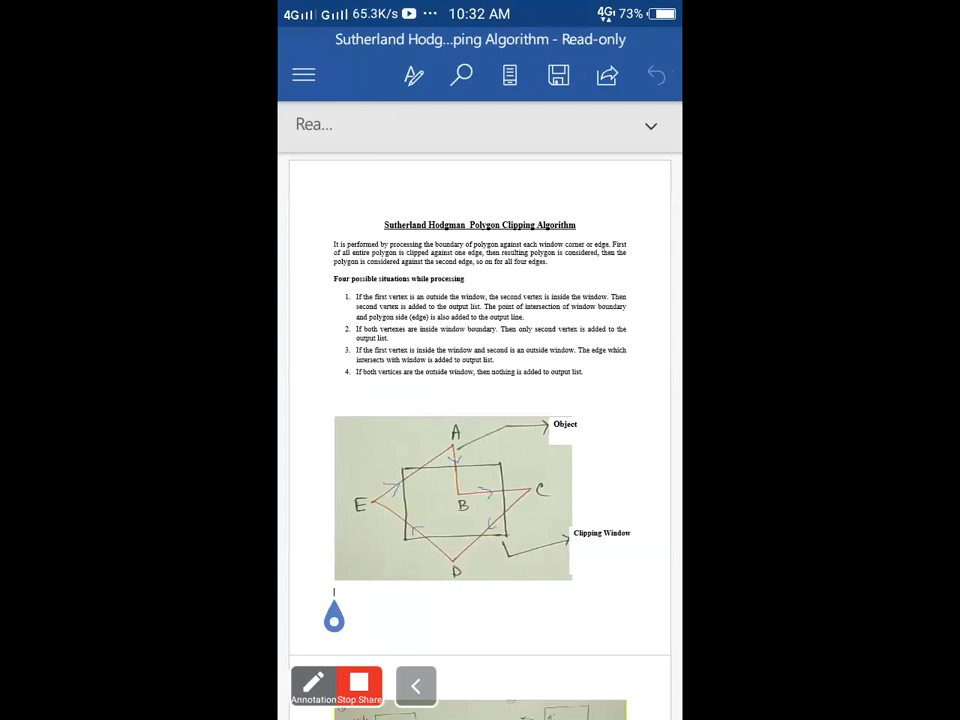 4G G 65.3K/s ... 10:32 AM 4G 73%
Sutherland Hodg...ping Algorithm - Read-only
Rea...
Sutherland Hodgman Polygon Clipping Algorithm
It is performed by processing the boundary of polygon against each window corner or edge. First
of all entire polygon is clipped against one edge, then resulting polygon is considered, then the
polygon is considered against the second edge, so on for all four edges.
Four possible situations while processing
1. If the first vertex is an outside the window, the second vertex is inside the window. Then
second vertex is added to the output list. The point of intersection of window boundary
and polygon side (edge) is also added to the output line.
2. If both vertexes are inside window boundary. Then only second vertex is added to the
output list.
3. If the first vertex is inside the window and second is an outside window. The edge which
intersects with window is added to output list.
4. If both vertices are the outside window, then nothing is added to output list.
A
Object
E
B
C
Clipping Window
D
Annotation Stop Share